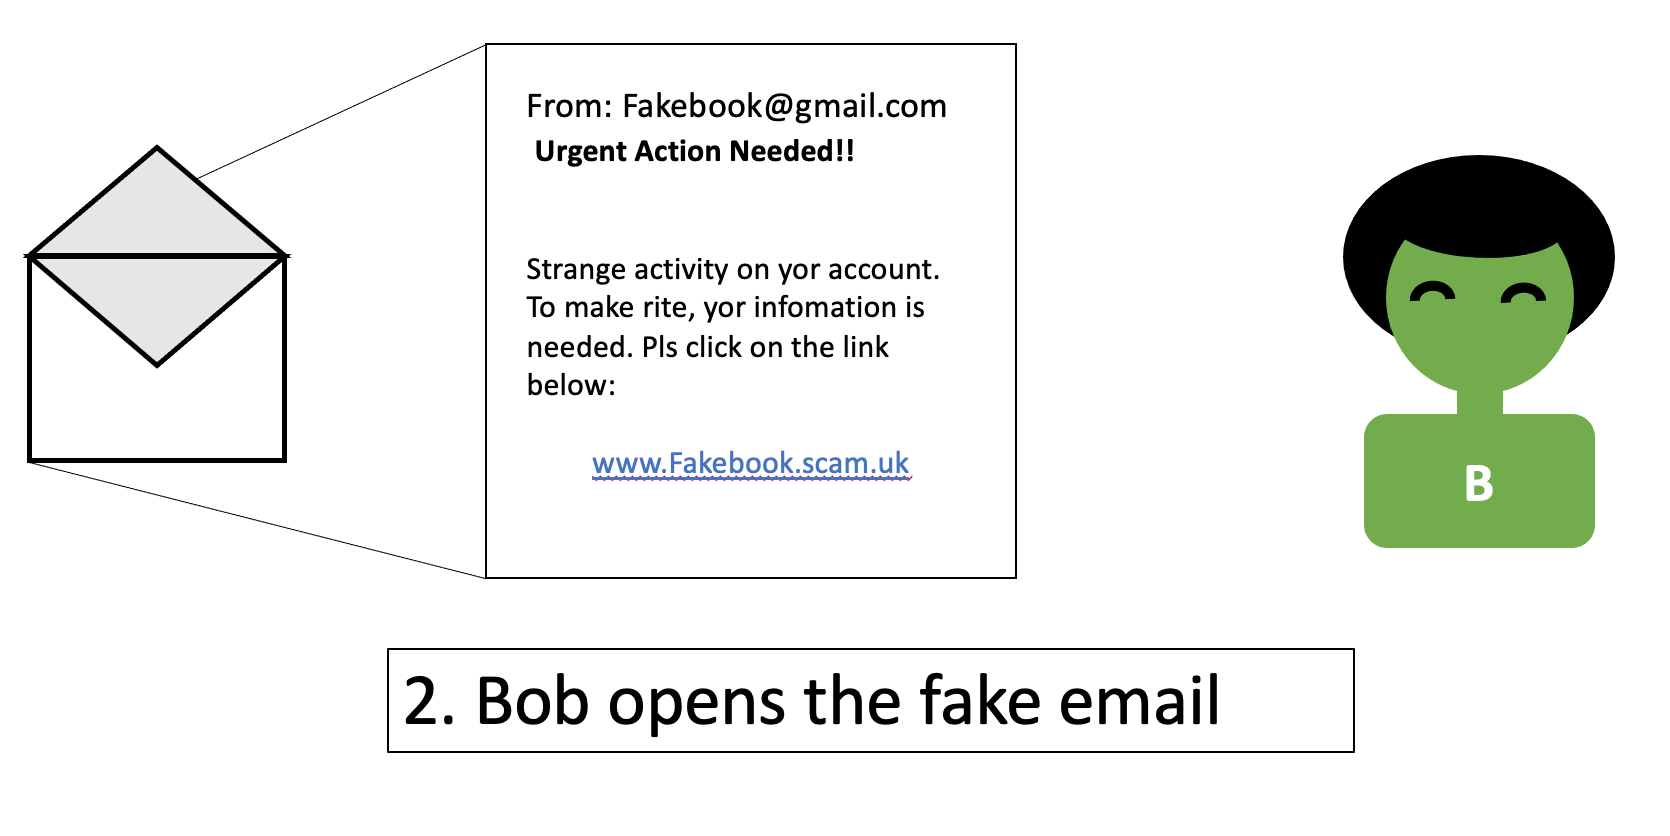 From: Fakebook@gmail.com
Urgent Action Needed!!
Strange activity on yor account.
To make rite, yor infomation is
needed. Pls click on the link
below:
www.Fakebook.scam.uk
B
2. Bob opens the fake email